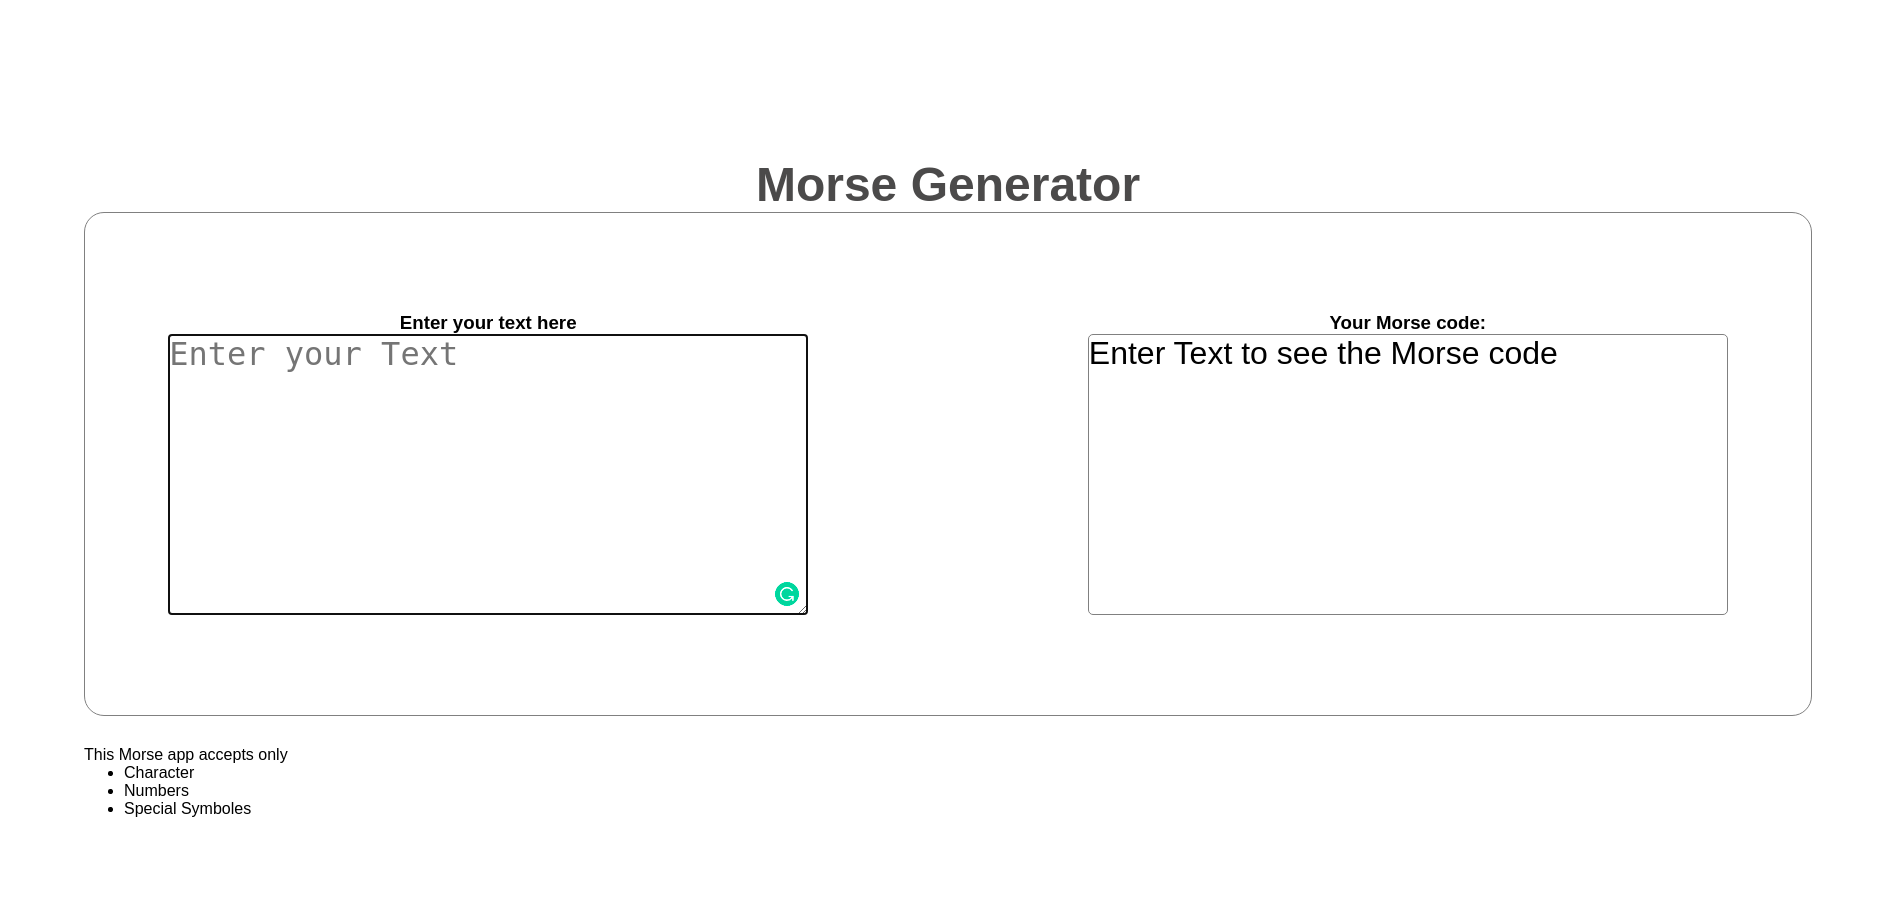 Morse Generator
Enter your text here
Enter your Text
Your Morse code:
Enter Text to see the Morse code
This Morse app accepts only
Character
Numbers
Special Symboles